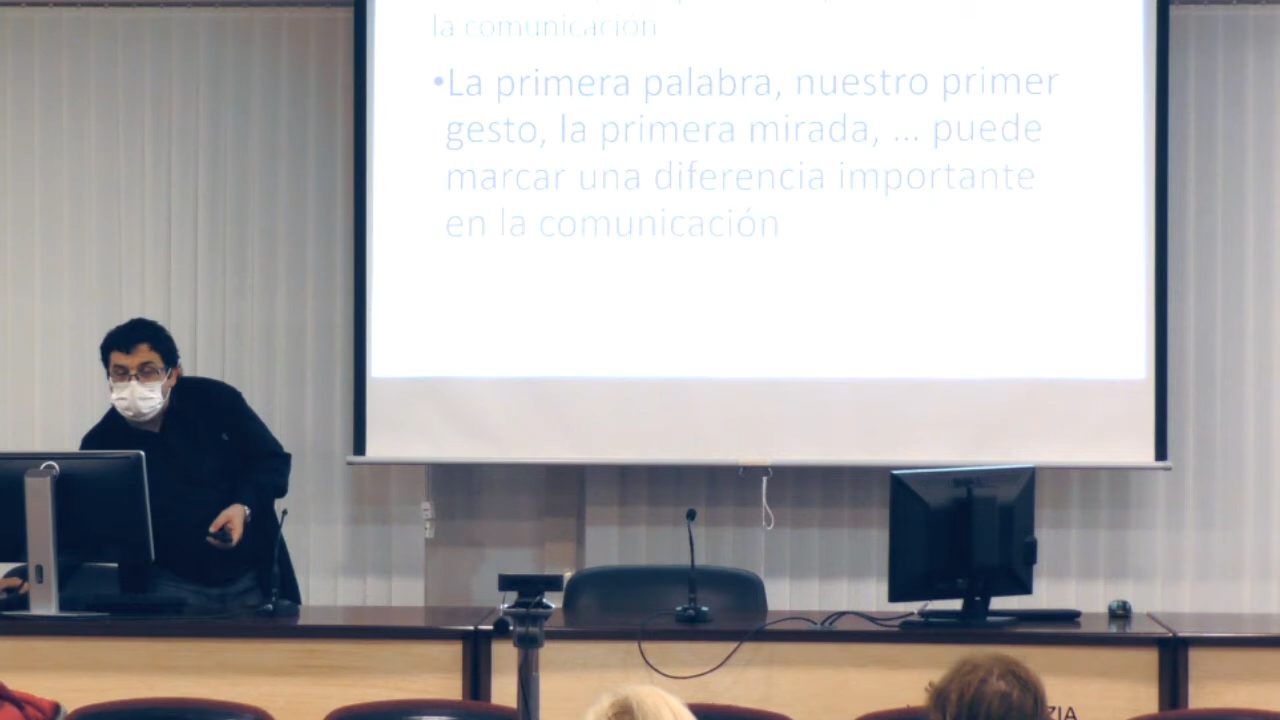 la comunicación
•La primera palabra, nuestro primer
gesto, la primera mirada, ... puede
marcar una diferencia importante
en la comunicación
ZIA